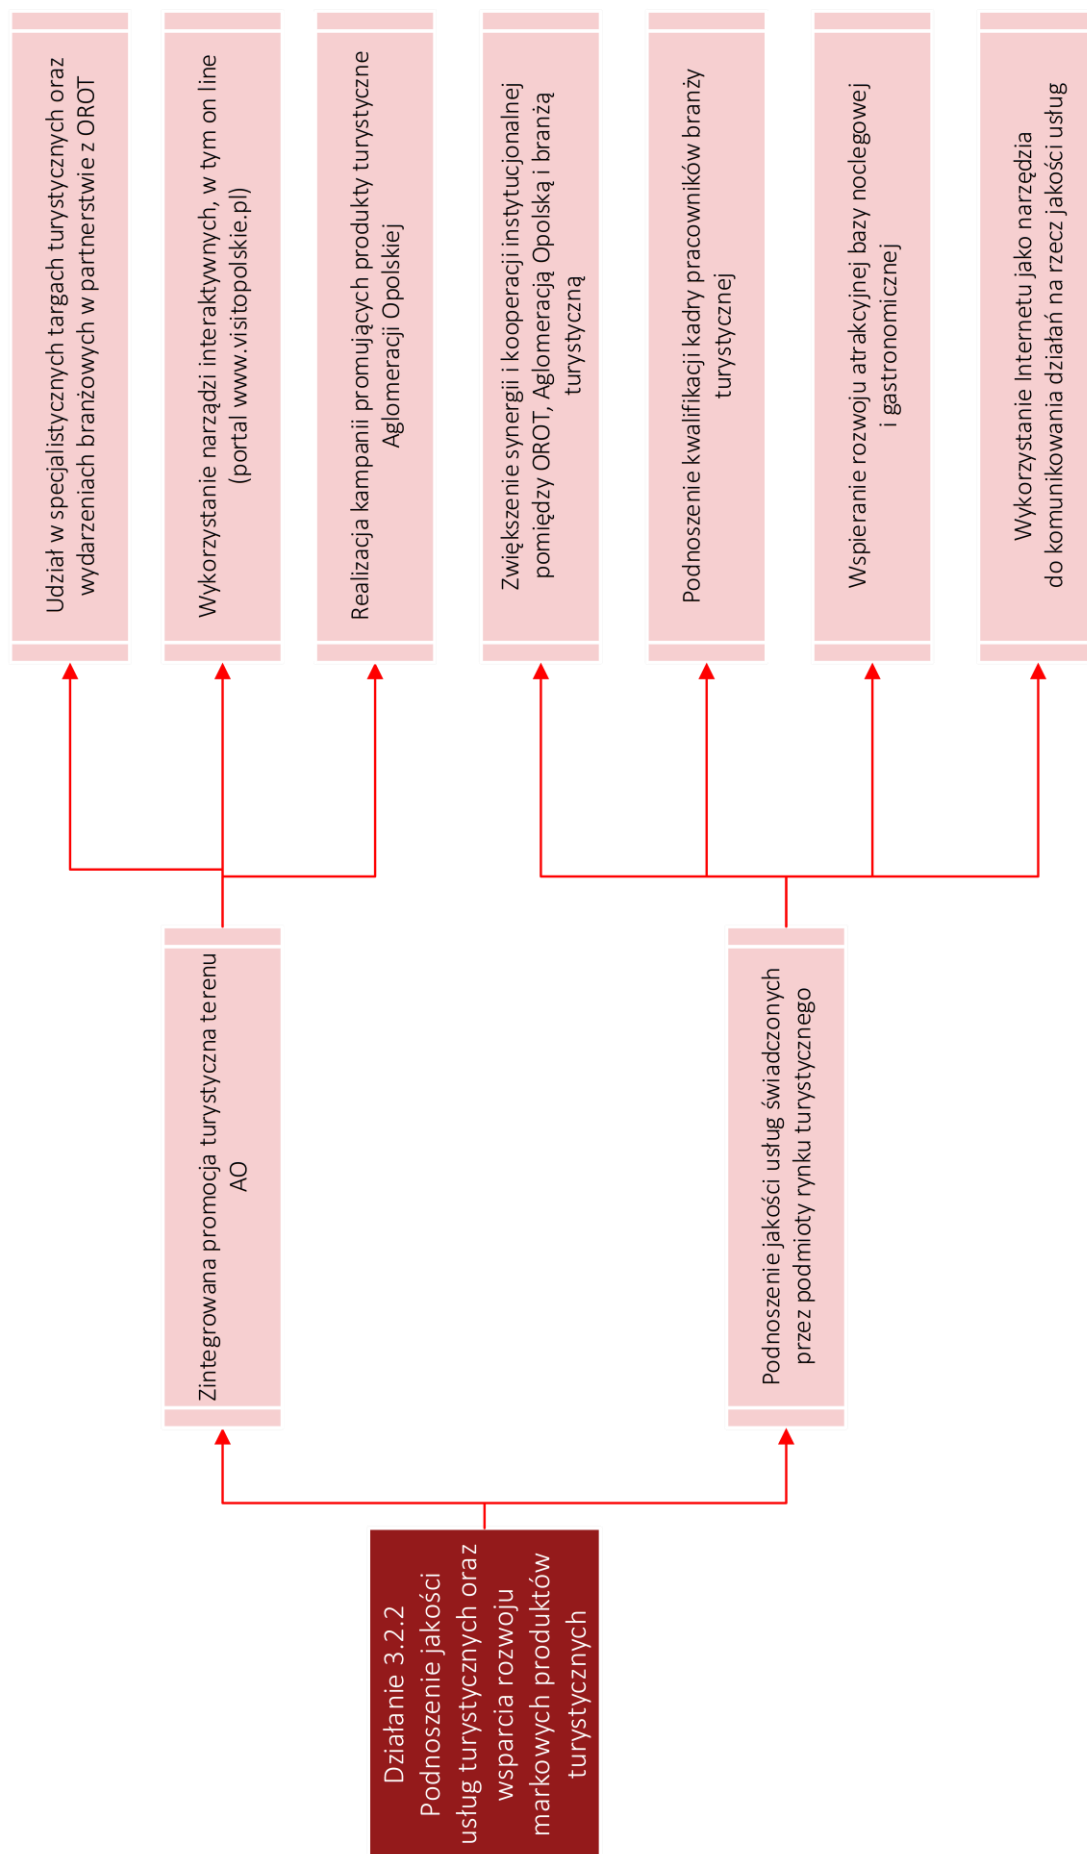 Działanie 3.2.2
Podnoszenie jakości
usług turystycznych oraz
wsparcia rozwoju
markowych produktów
turystycznych
Zintegrowana promocja turystyczna terenu
AO
Udział w specjalistycznych targach turystycznych oraz
wydarzeniach branżowych w partnerstwie z OROT
Wykorzystanie narządzi interaktywnych, w tym on line
(portal www.visitopolskie.pl)
Realizacja kampanii promujących produkty turystyczne
Aglomeracji Opolskiej
Podnoszenie jakości usług świadczonych
przez podmioty rynku turystycznego
Zwiększenie synergii i kooperacji instytucjonalnej
pomiędzy OROT, Aglomeracją Opolską i branżą
turystyczną
Podnoszenie kwalifikacji kadry pracowników branży
turystycznej
Wspieranie rozwoju atrakcyjnej bazy noclegowej
i gastronomicznej
Wykorzystanie Internetu jako narzędzia
do komunikowania działań na rzecz jakości usług